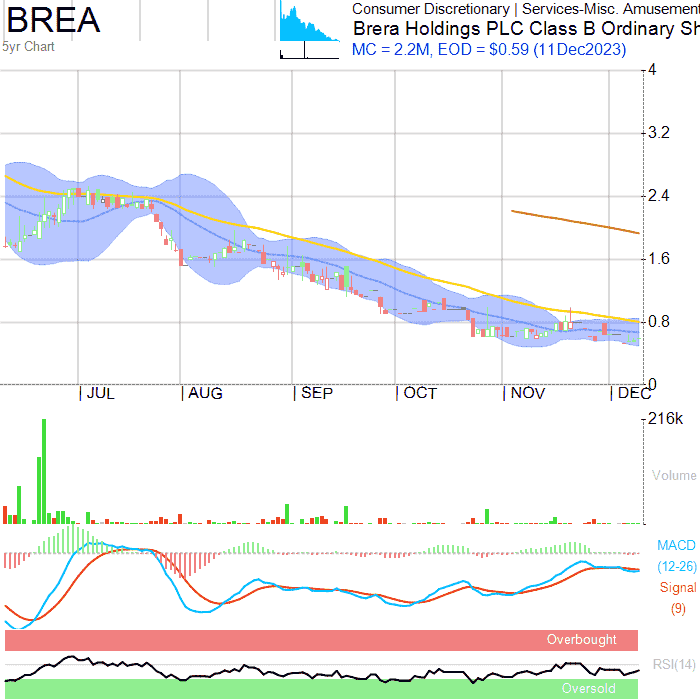 BREA
5yr Chart
Consumer Discretionary | Services-Misc. Amusement
Brera Holdings PLC Class B Ordinary Sh
MC = 2.2M, EOD = $0.59 (11Dec2023)
4
3.2
2.4
1.6
0.8
0
JUL
AUG
SEP
OCT
NOV
DEC
216k
Volume
MACD
(12-26)
Signal
(9)
Overbought
RSI(14)
Oversold